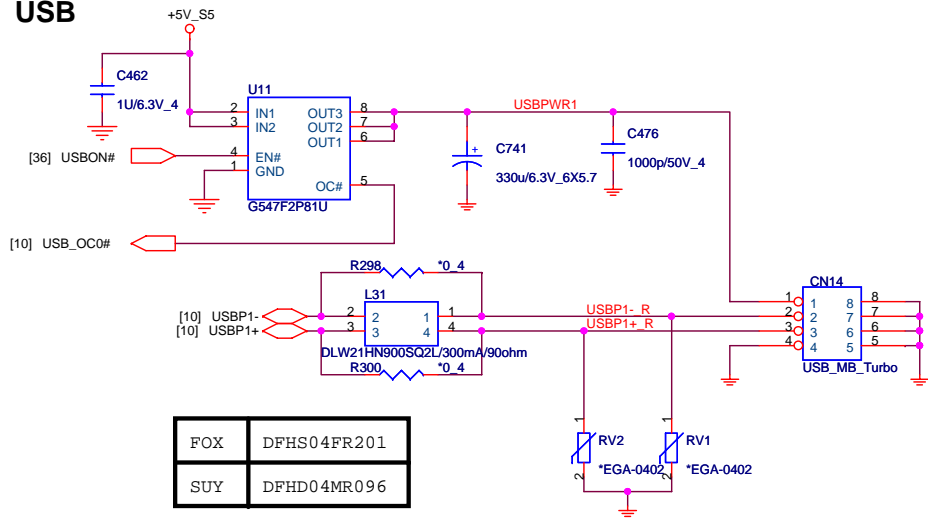 USB
+5V_S5
C462
1U/6.3V_4
U11
2 IN1 OUT3 8
3 IN2 OUT2 7
OUT1 6
4 EN#
1 GND
OC# 5
G547F2P81U
[36] USBON#
[10] USB_OC0#
USBPWR1
+ C741
330u/6.3V_6X5.7
C476
1000p/50V_4
R298 *0_4
L31
[10] USBP1- 2 2 1 1 USBP1-_R
[10] USBP1+ 3 3 4 4 USBP1+_R
DLW21HN900SQ2L/300mA/90ohm
R300 *0_4
CN14
1 1 8 8
2 2 7 7
3 3 6 6
4 4 5 5
USB_MB_Turbo
1 RV2 2
*EGA-0402
1 RV1 2
*EGA-0402
FOX DFHS04FR201
SUY DFHD04MR096